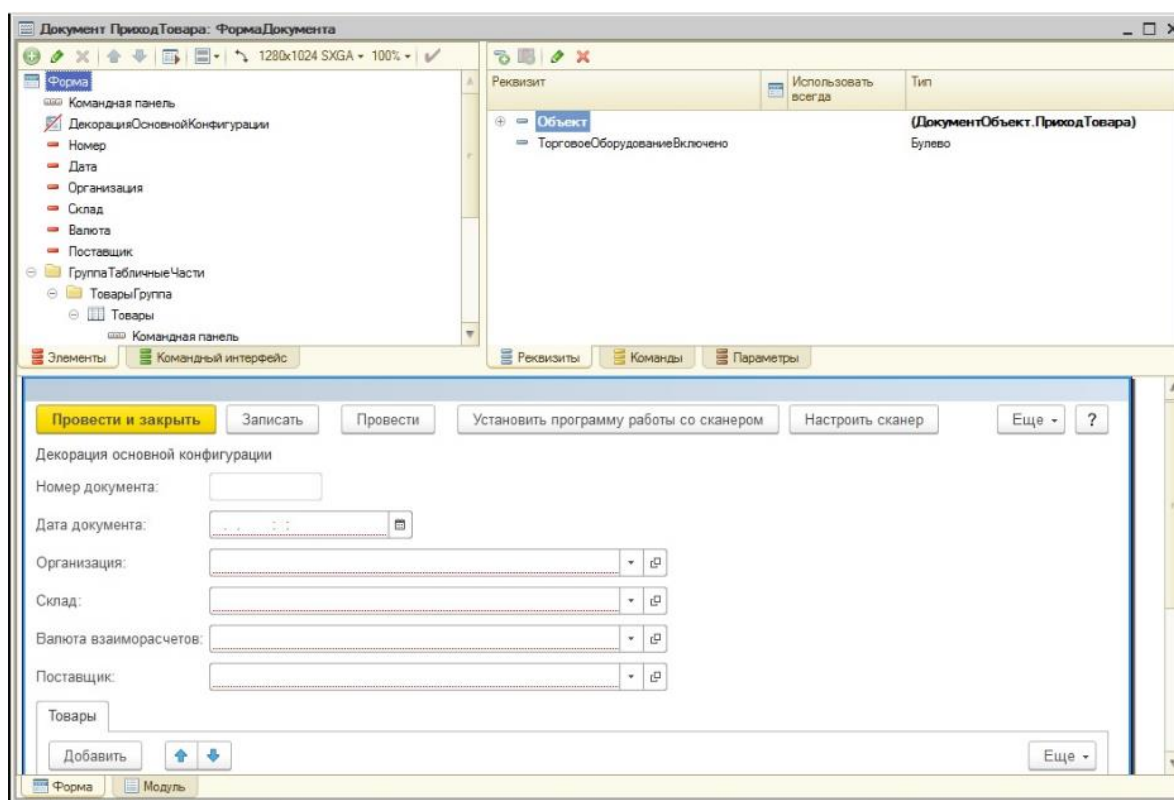 Документ ПриходТовара: ФормаДокумента
1280x1024 SXGA 100%
Форма
Командная панель
ДекорацияОсновнойКонфигурации
Номер
Дата
Организация
Склад
Валюта
Поставщик
ГруппаТабличныеЧасти
ТоварыГруппа
Товары
Командная панель
Элементы Командный интерфейс
Реквизит Использовать всегда Тип
Объект (ДокументОбъект.ПриходТовара)
ТорговоеОборудованиеВключено Булево
Реквизиты Команды Параметры
Провести и закрыть Записать Провести Установить программу работы со сканером Настроить сканер Еще ?
Декорация основной конфигурации
Номер документа:
Дата документа: . . : :
Организация:
Склад:
Валюта взаиморасчетов:
Поставщик:
Товары
Добавить Еще
Форма Модуль